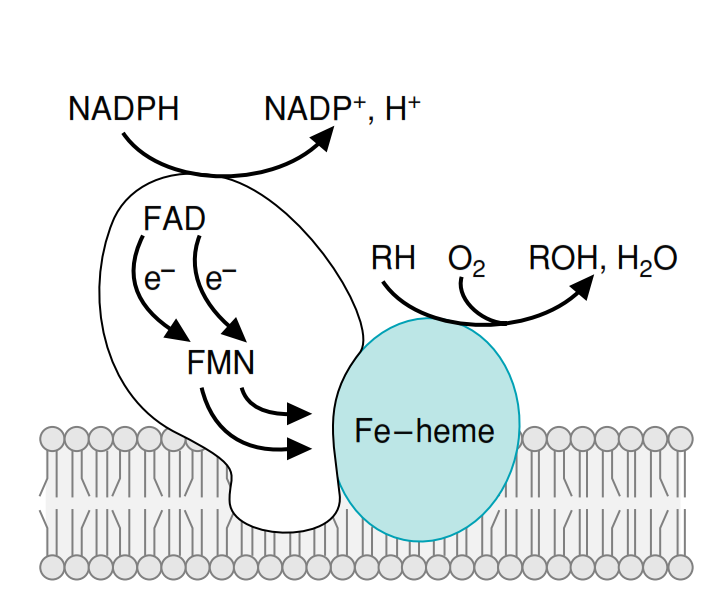 NADPH NADP⁺, H⁺
FAD
e⁻ e⁻
RH O₂ ROH, H₂O
FMN
Fe–heme